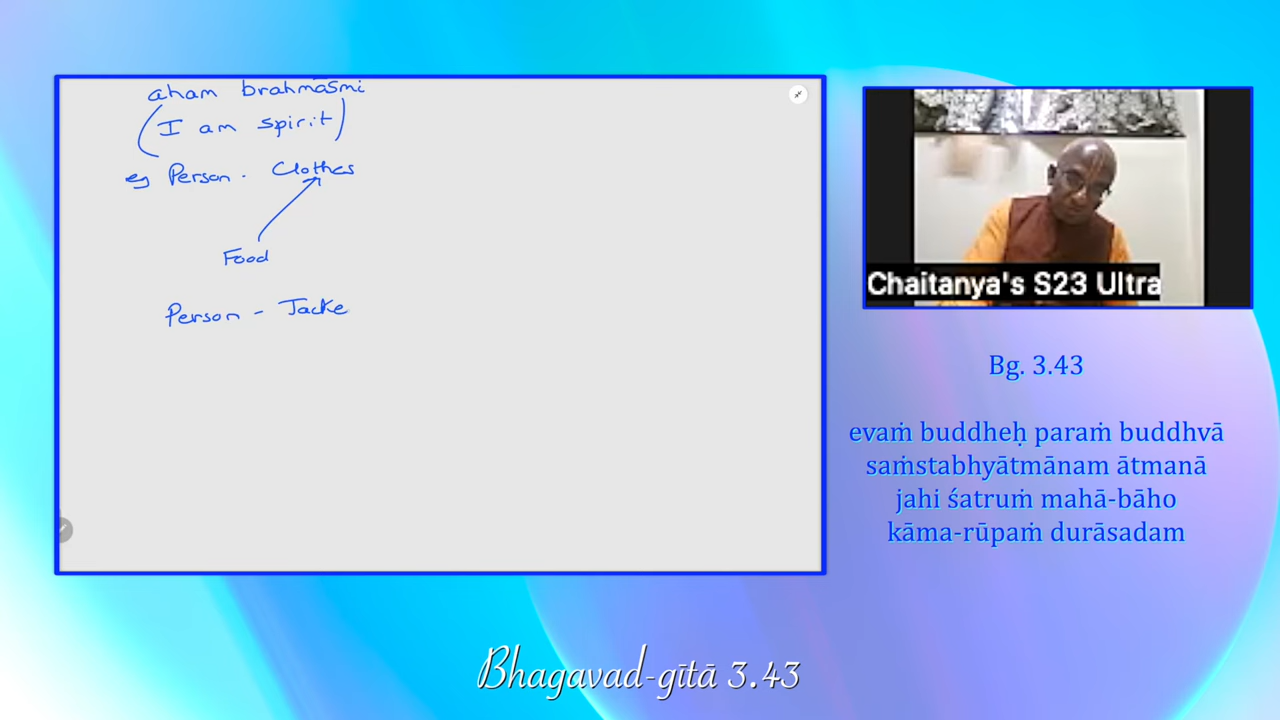 aham brahmāsmi
(I am spirit)
eg Person - Clothes
Food
Person - Jacke
Chaitanya's S23 Ultra
Bg. 3.43
evaṁ buddheḥ paraṁ buddhvā
saṁstabhyātmānam ātmanā
jahi śatruṁ mahā-bāho
kāma-rūpaṁ durāsadam
Bhagavad-gītā 3.43